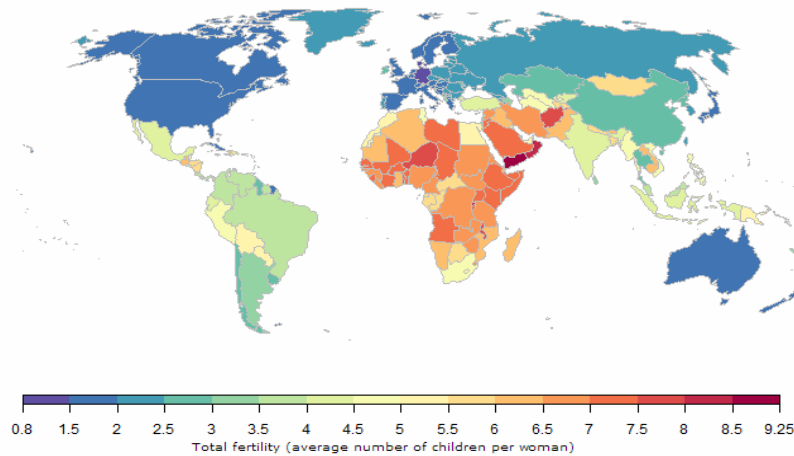 0.8 1.5 2 2.5 3 3.5 4 4.5 5 5.5 6 6.5 7 7.5 8 8.5 9.25
Total fertility (average number of children per woman)